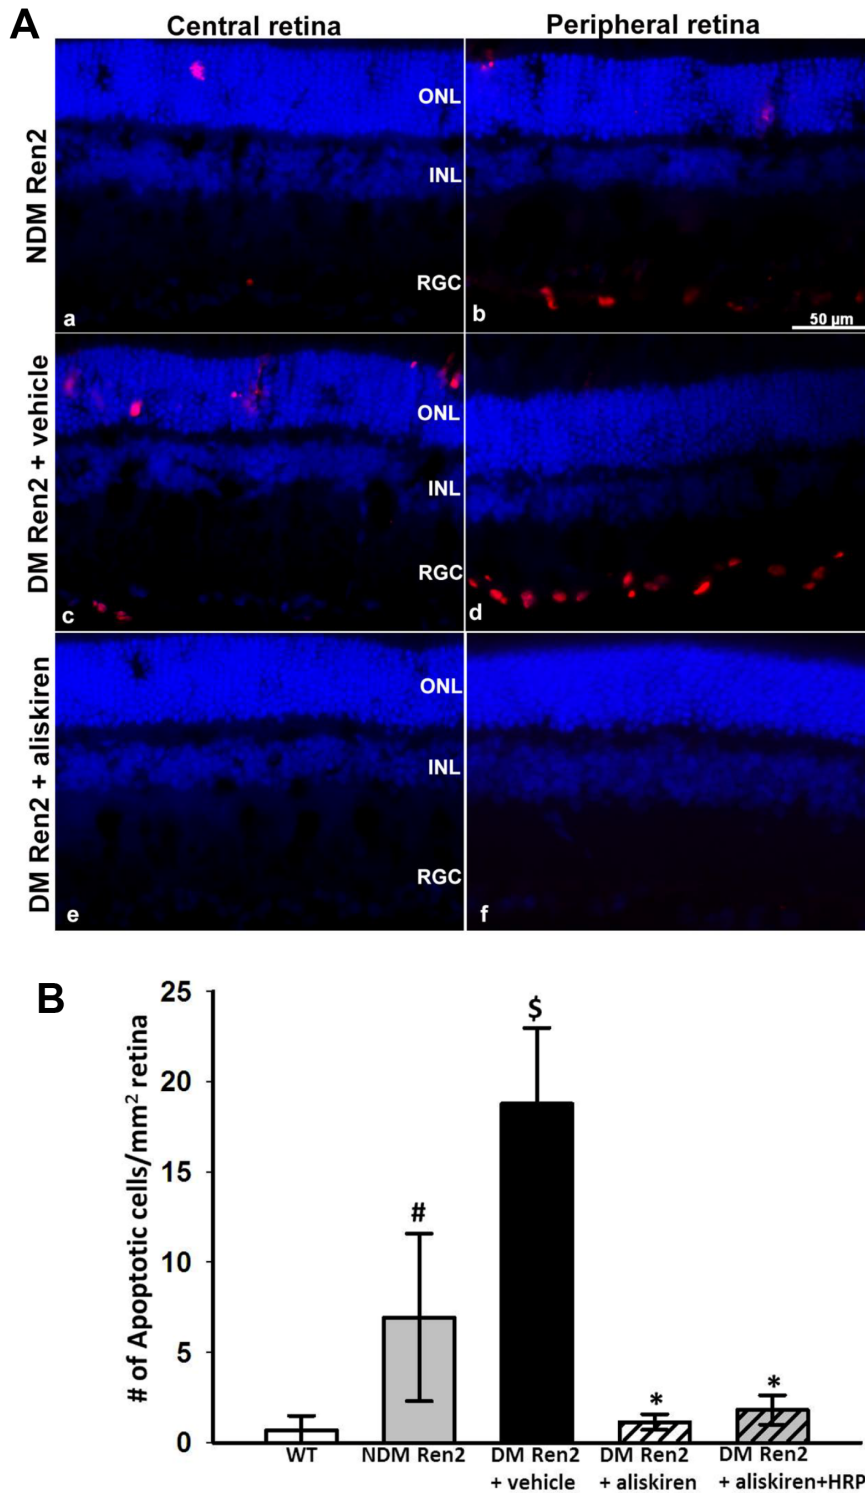 A
Central retina
Peripheral retina
NDM Ren2
ONL
INL
RGC
a
b
50 µm
DM Ren2 + vehicle
ONL
INL
RGC
c
d
DM Ren2 + aliskiren
ONL
INL
RGC
e
f
B
# of Apoptotic cells/mm² retina
25
20
15
10
5
0
#
$
*
*
WT
NDM Ren2
DM Ren2
+ vehicle
DM Ren2
+ aliskiren
DM Ren2
+ aliskiren+HRP